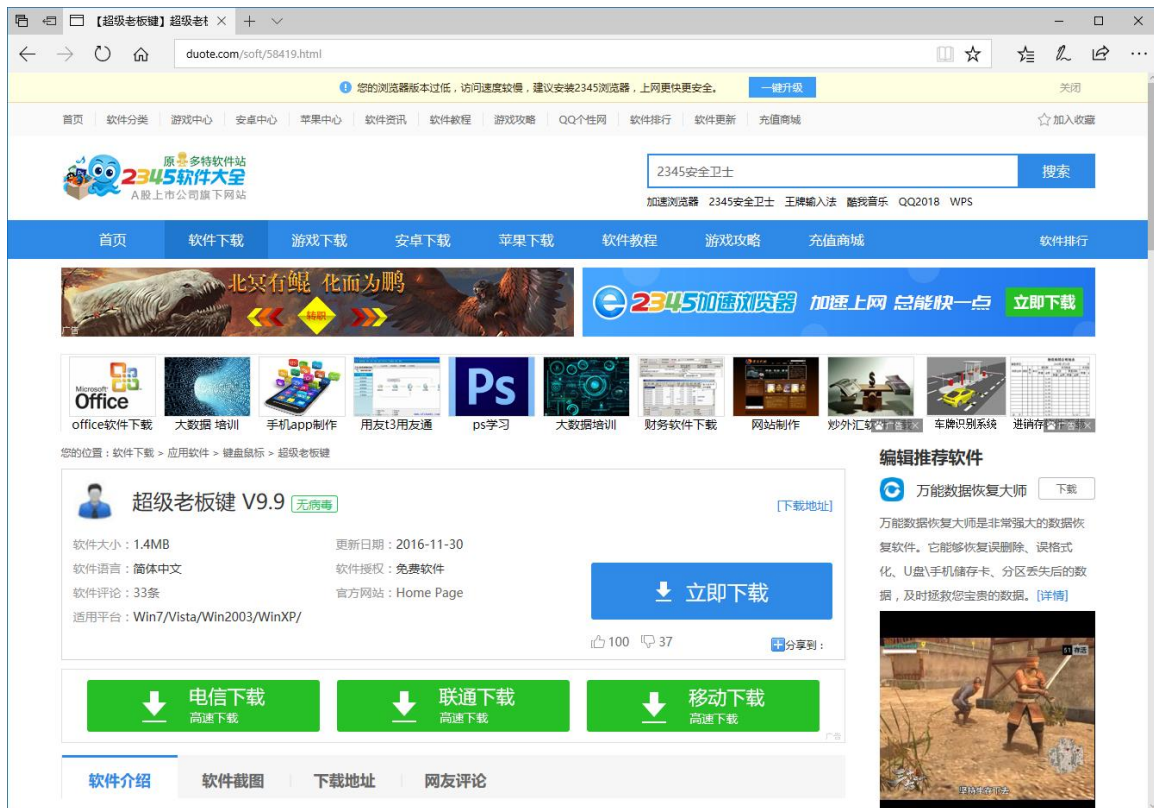 【超级老板键】超级老板
duote.com/soft/58419.html
您的浏览器版本过低，访问速度较慢，建议安装2345浏览器，上网更快更安全。 一键升级 关闭
首页 软件分类 游戏中心 安卓中心 苹果中心 软件资讯 软件教程 游戏攻略 QQ个性网 软件排行 软件更新 充值商城 加入收藏
原多特软件站
2345软件大全
A股上市公司旗下网站
2345安全卫士 搜索
加速浏览器 2345安全卫士 王牌输入法 酷我音乐 QQ2018 WPS
首页 软件下载 游戏下载 安卓下载 苹果下载 软件教程 游戏攻略 充值商城 软件排行
北冥有鲲 化而为鹏
转职
广告
2345加速浏览器 加速上网 总能快一点 立即下载
Microsoft
Office
Ps
office软件下载 大数据 培训 手机app制作 用友t3用友通 ps学习 大数据培训 财务软件下载 网站制作 炒外汇 车牌识别系统 进销存
您的位置：软件下载 > 应用软件 > 键盘鼠标 > 超级老板键
超级老板键 V9.9 无病毒 [下载地址]
软件大小：1.4MB 更新日期：2016-11-30
软件语言：简体中文 软件授权：免费软件
软件评论：33条 官方网站：Home Page
适用平台：Win7/Vista/Win2003/WinXP/
立即下载
100 37 分享到：
电信下载 高速下载
联通下载 高速下载
移动下载 高速下载
广告
软件介绍 软件截图 下载地址 网友评论
编辑推荐软件
万能数据恢复大师 下载
万能数据恢复大师是非常强大的数据恢
复软件。它能够恢复误删除、误格式
化、U盘\手机储存卡、分区丢失后的数
据，及时拯救您宝贵的数据。[详情]
51 存活